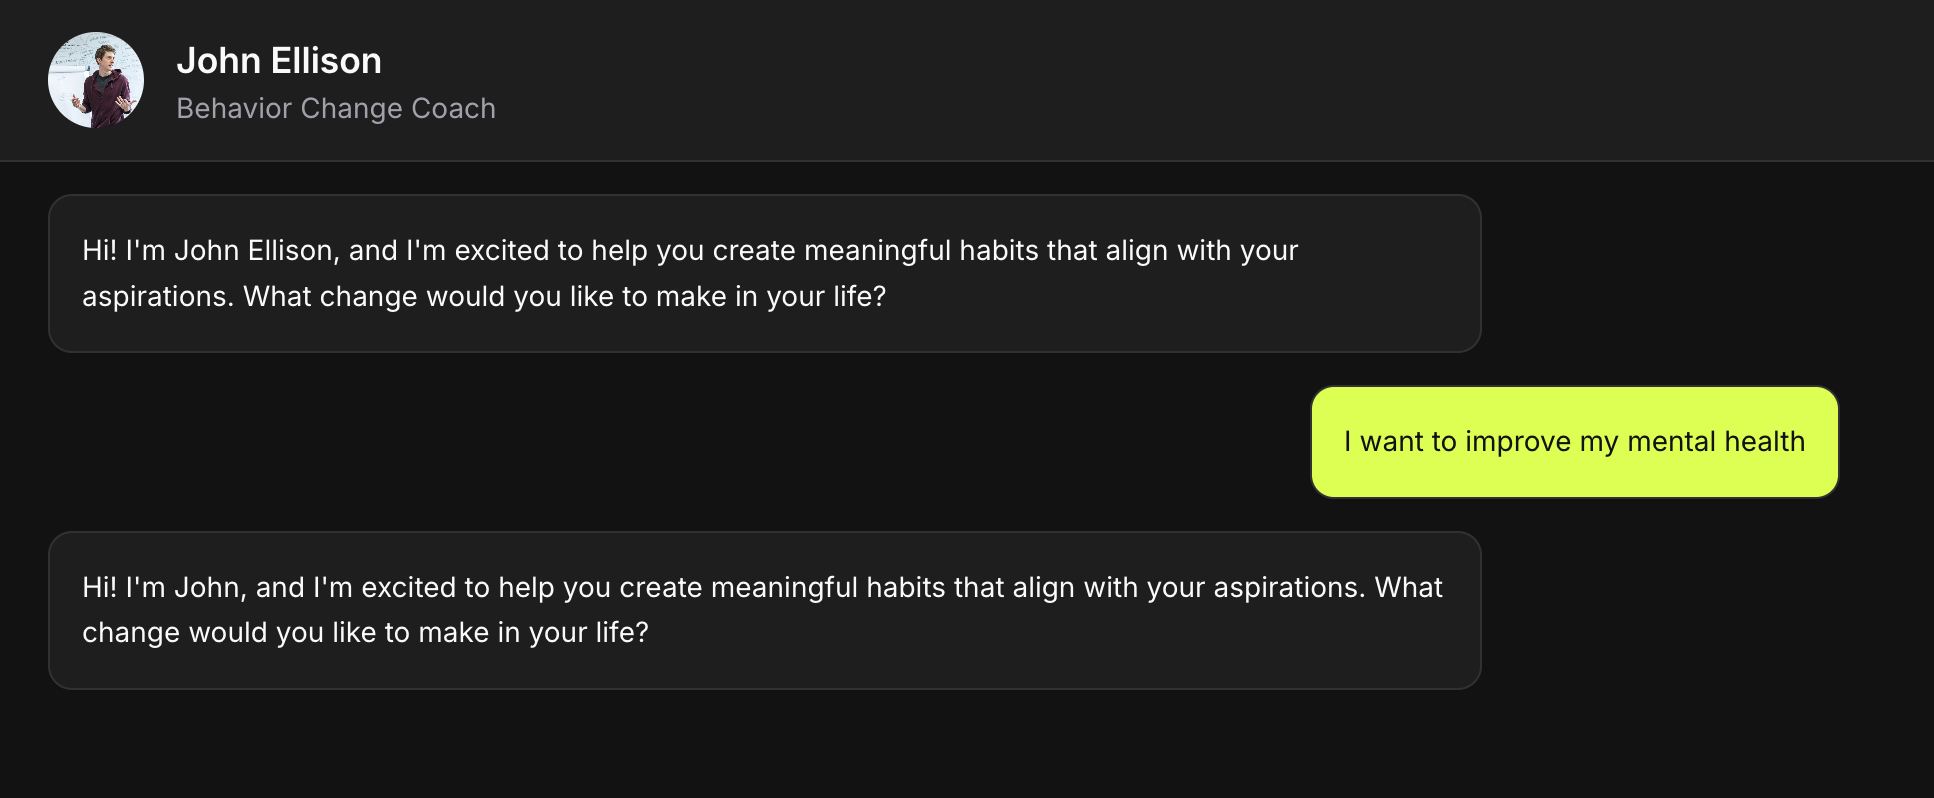 John Ellison
Behavior Change Coach
Hi! I'm John Ellison, and I'm excited to help you create meaningful habits that align with your
aspirations. What change would you like to make in your life?
I want to improve my mental health
Hi! I'm John, and I'm excited to help you create meaningful habits that align with your aspirations. What
change would you like to make in your life?